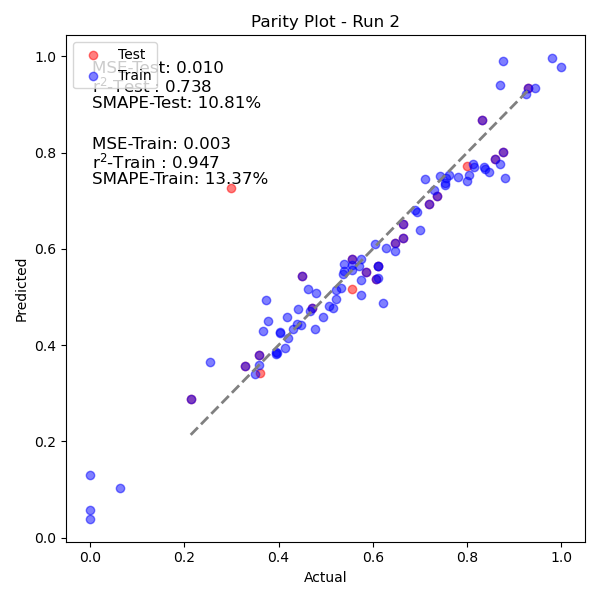 Parity Plot - Run 2
Test
Train
MSE-Test: 0.010
r²-Test : 0.738
SMAPE-Test: 10.81%
MSE-Train: 0.003
r²-Train : 0.947
SMAPE-Train: 13.37%
Predicted
1.0
0.8
0.6
0.4
0.2
0.0
0.0 0.2 0.4 0.6 0.8 1.0
Actual